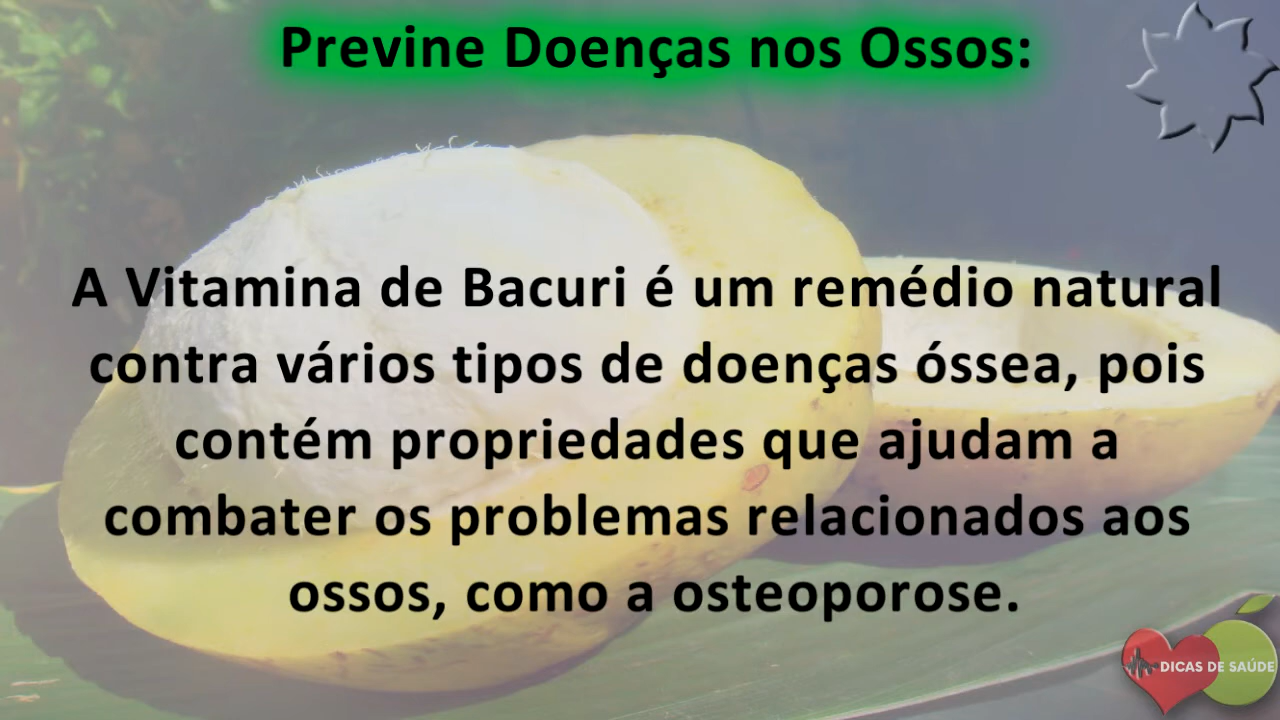 Previne Doenças nos Ossos:
A Vitamina de Bacuri é um remédio natural
contra vários tipos de doenças óssea, pois
contém propriedades que ajudam a
combater os problemas relacionados aos
ossos, como a osteoporose.
DICAS DE SAÚDE